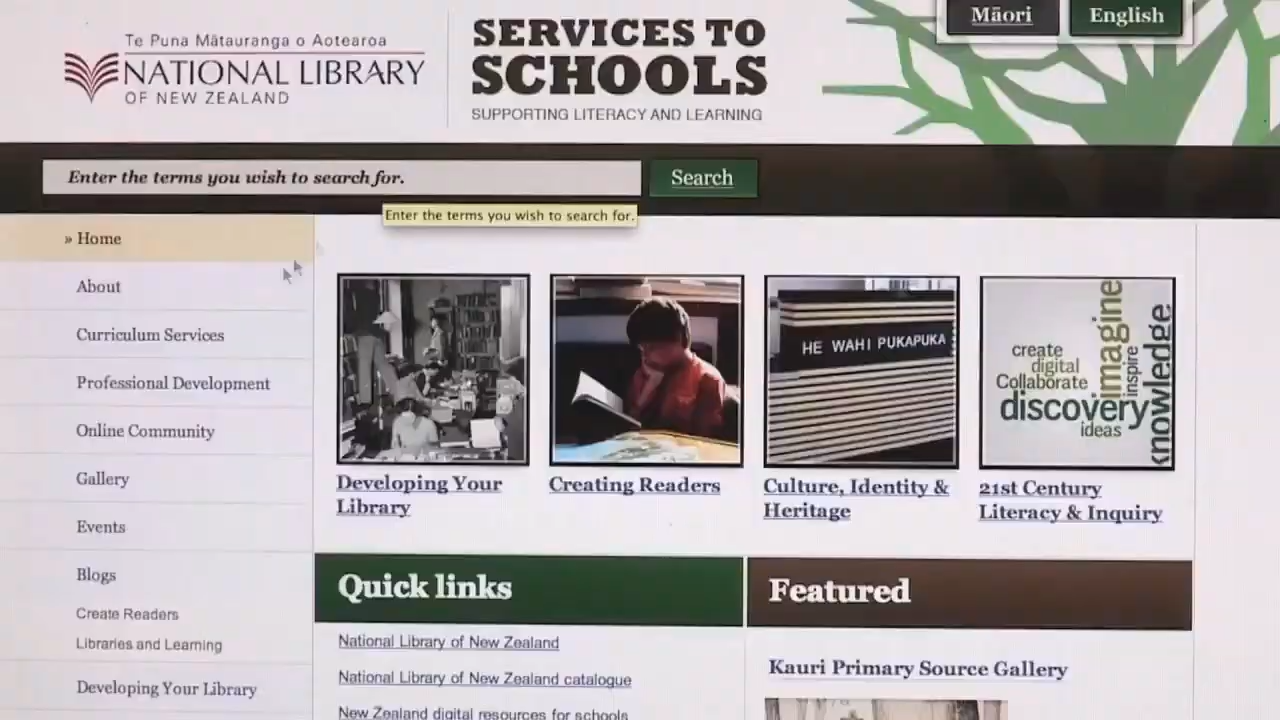 Māori
English
Te Puna Mātauranga o Aotearoa
NATIONAL LIBRARY
OF NEW ZEALAND
SERVICES TO
SCHOOLS
SUPPORTING LITERACY AND LEARNING
Enter the terms you wish to search for.
Search
Enter the terms you wish to search for.
» Home
About
Curriculum Services
Professional Development
Online Community
Gallery
Events
Blogs
Create Readers
Libraries and Learning
Developing Your Library
HE WAHI PUKAPUKA
create
digital
Collaborate
discovery
ideas
imagine
inspire
knowledge
Developing Your
Library
Creating Readers
Culture, Identity &
Heritage
21st Century
Literacy & Inquiry
Quick links
National Library of New Zealand
National Library of New Zealand catalogue
New Zealand digital resources for schools
Featured
Kauri Primary Source Gallery